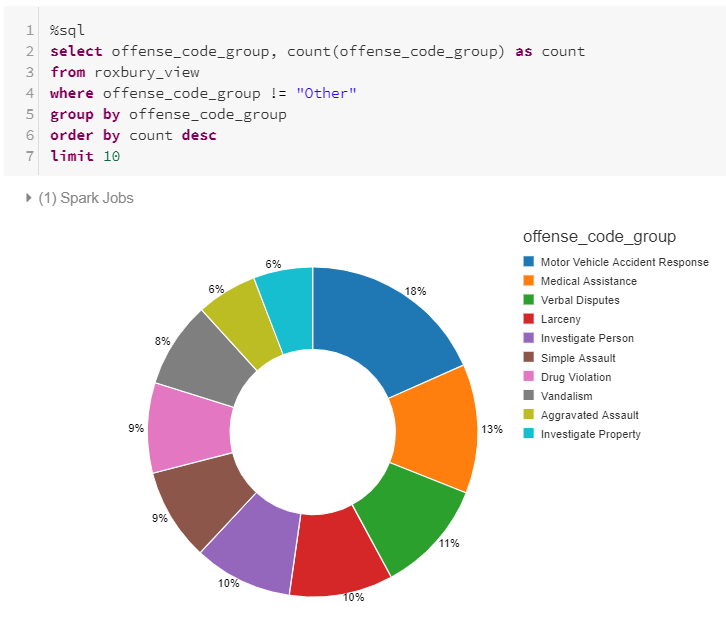 1 %sql
2 select offense_code_group, count(offense_code_group) as count
3 from roxbury_view
4 where offense_code_group != "Other"
5 group by offense_code_group
6 order by count desc
7 limit 10
(1) Spark Jobs
offense_code_group
Motor Vehicle Accident Response
Medical Assistance
Verbal Disputes
Larceny
Investigate Person
Simple Assault
Drug Violation
Vandalism
Aggravated Assault
Investigate Property
18%
13%
11%
10%
10%
9%
9%
8%
6%
6%